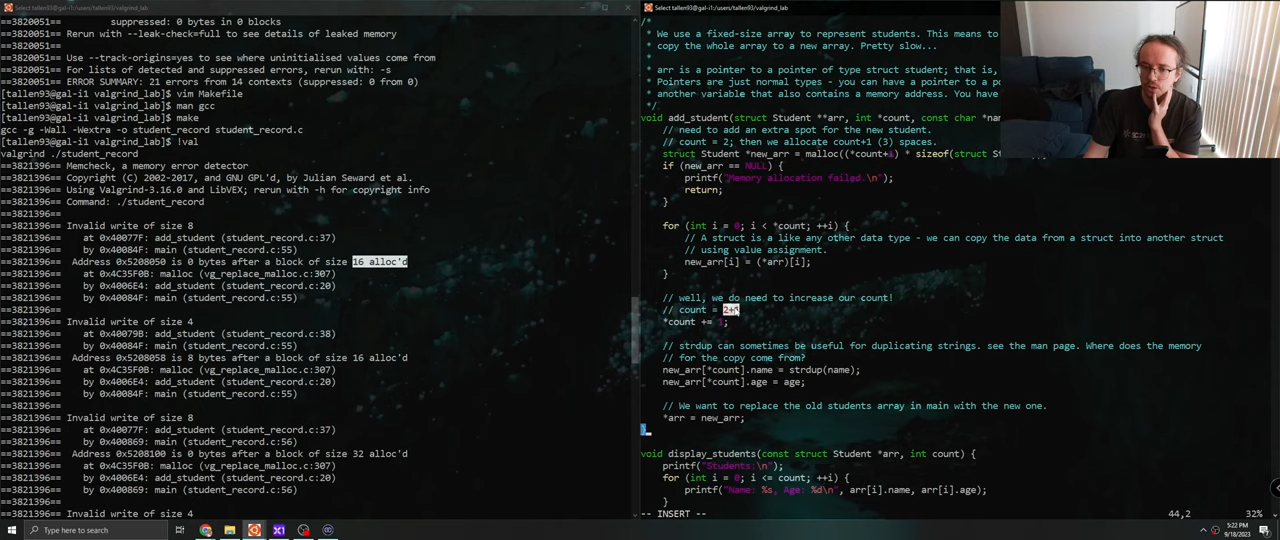 Select tallen93@gal-i1:/users/tallen93/valgrind_lab
==3820051==          suppressed: 0 bytes in 0 blocks
==3820051== Rerun with --leak-check=full to see details of leaked memory
==3820051==
==3820051== Use --track-origins=yes to see where uninitialised values come from
==3820051== For lists of detected and suppressed errors, rerun with: -s
==3820051== ERROR SUMMARY: 21 errors from 14 contexts (suppressed: 0 from 0)
[tallen93@gal-i1 valgrind_lab]$ vim Makefile
[tallen93@gal-i1 valgrind_lab]$ man gcc
[tallen93@gal-i1 valgrind_lab]$ make
gcc -g -Wall -Wextra -o student_record student_record.c
[tallen93@gal-i1 valgrind_lab]$ !val
valgrind ./student_record
==3821396== Memcheck, a memory error detector
==3821396== Copyright (C) 2002-2017, and GNU GPL'd, by Julian Seward et al.
==3821396== Using Valgrind-3.16.0 and LibVEX; rerun with -h for copyright info
==3821396== Command: ./student_record
==3821396==
==3821396== Invalid write of size 8
==3821396==    at 0x40077F: add_student (student_record.c:37)
==3821396==    by 0x40084F: main (student_record.c:55)
==3821396==  Address 0x5208050 is 0 bytes after a block of size 16 alloc'd
==3821396==    at 0x4C35F0B: malloc (vg_replace_malloc.c:307)
==3821396==    by 0x4006E4: add_student (student_record.c:20)
==3821396==    by 0x40084F: main (student_record.c:55)
==3821396==
==3821396== Invalid write of size 4
==3821396==    at 0x40079B: add_student (student_record.c:38)
==3821396==    by 0x40084F: main (student_record.c:55)
==3821396==  Address 0x5208058 is 8 bytes after a block of size 16 alloc'd
==3821396==    at 0x4C35F0B: malloc (vg_replace_malloc.c:307)
==3821396==    by 0x4006E4: add_student (student_record.c:20)
==3821396==    by 0x40084F: main (student_record.c:55)
==3821396==
==3821396== Invalid write of size 8
==3821396==    at 0x40077F: add_student (student_record.c:37)
==3821396==    by 0x400869: main (student_record.c:56)
==3821396==  Address 0x5208100 is 0 bytes after a block of size 32 alloc'd
==3821396==    at 0x4C35F0B: malloc (vg_replace_malloc.c:307)
==3821396==    by 0x4006E4: add_student (student_record.c:20)
==3821396==    by 0x400869: main (student_record.c:56)
==3821396==
==3821396== Invalid write of size 4
Select tallen93@gal-i1:/users/tallen93/valgrind_lab
/*
 * We use a fixed-size array to represent students. This means to
 * copy the whole array to a new array. Pretty slow...
 *
 * arr is a pointer to a pointer of type struct student; that is,
 * Pointers are just normal types - you can have a pointer to a po
 * another variable that also contains a memory address. You have
 */
void add_student(struct Student **arr, int *count, const char *nam
    // need to add an extra spot for the new student.
    // count = 2; then we allocate count+1 (3) spaces.
    struct Student *new_arr = malloc((*count+1) * sizeof(struct St
    if (new_arr == NULL) {
        printf("Memory allocation failed.\n");
        return;
    }
    for (int i = 0; i < *count; ++i) {
        // A struct is a like any other data type - we can copy the data from a struct into another struct
        // using value assignment.
        new_arr[i] = (*arr)[i];
    }
    // well, we do need to increase our count!
    // count = 2+
    *count += 1;
    // strdup can sometimes be useful for duplicating strings. see the man page. Where does the memory
    // for the copy come from?
    new_arr[*count].name = strdup(name);
    new_arr[*count].age = age;
    // We want to replace the old students array in main with the new one.
    *arr = new_arr;
}
void display_students(const struct Student *arr, int count) {
    printf("Students:\n");
    for (int i = 0; i <= count; ++i) {
        printf("Name: %s, Age: %d\n", arr[i].name, arr[i].age);
    }
-- INSERT --    44,2    32%
Type here to search
5:22 PM
9/18/2023